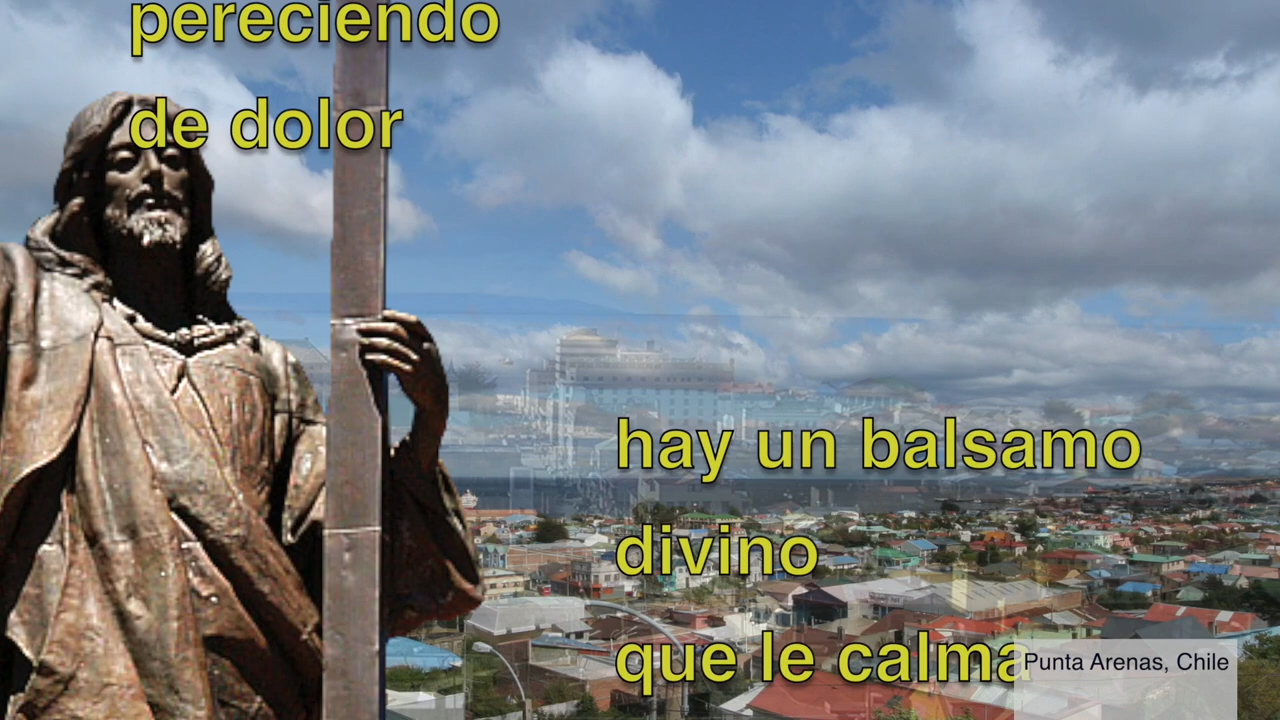 pereciendo
de dolor
hay un balsamo
divino
que le calma
Punta Arenas, Chile